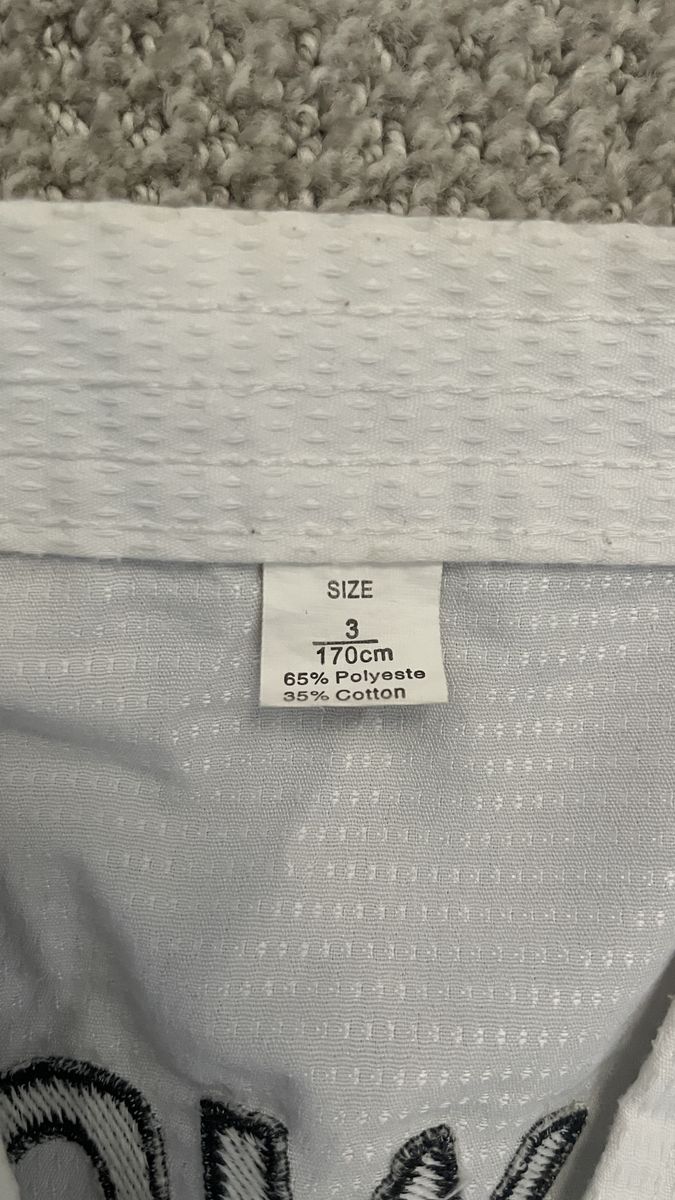 SIZE
3
170cm
65% Polyeste
35% Cotton